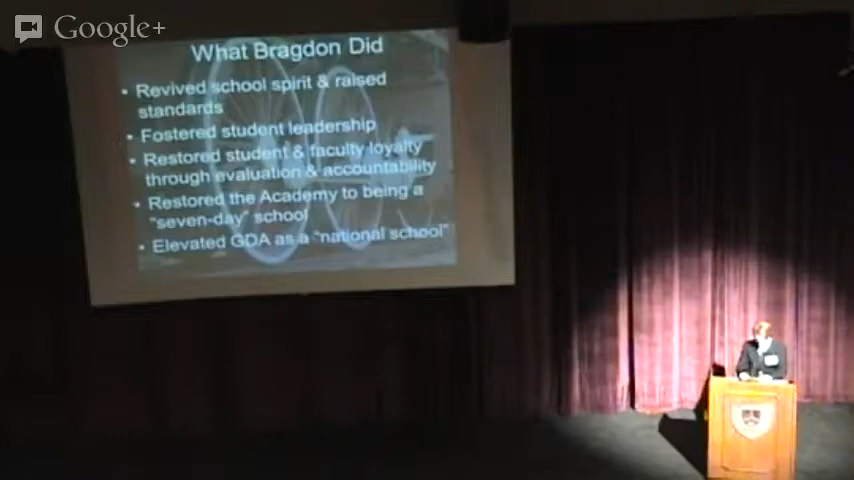 Google+
What Bragdon Did
• Revived school spirit & raised
standards
• Fostered student leadership
• Restored student & faculty loyalty
through evaluation & accountability
• Restored the Academy to being a
"seven-day" school
• Elevated GDA as a "national school"